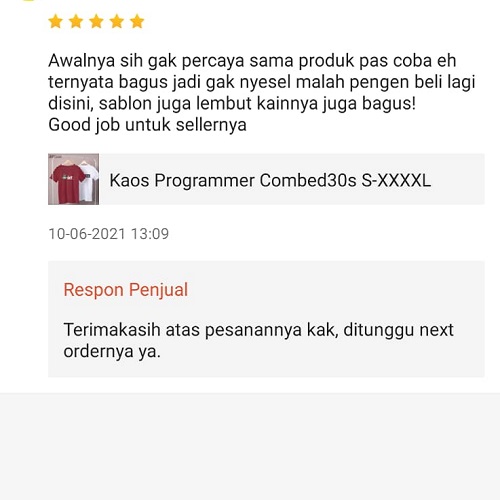 Awalnya sih gak percaya sama produk pas coba eh
ternyata bagus jadi gak nyesel malah pengen beli lagi
disini, sablon juga lembut kainnya juga bagus!
Good job untuk sellernya
Kaos Programmer Combed30s S-XXXXL
10-06-2021 13:09
Respon Penjual
Terimakasih atas pesanannya kak, ditunggu next
ordernya ya.